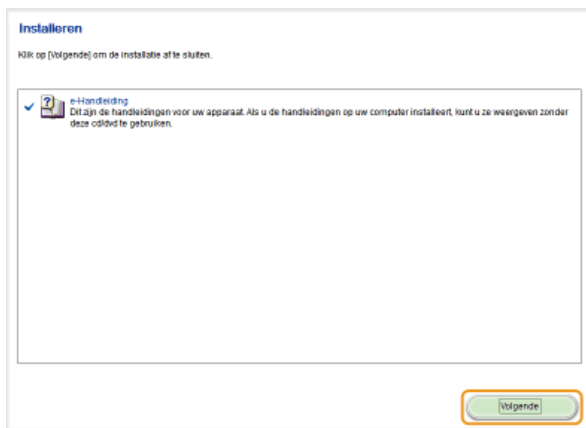 Installeren
Klik op [Volgende] om de installatie af te sluiten.
e-Handleiding
Dit zijn de handleidingen voor uw apparaat. Als u de handleidingen op uw computer installeert, kunt u ze weergeven zonder
deze cd/dvd te gebruiken.
Volgende